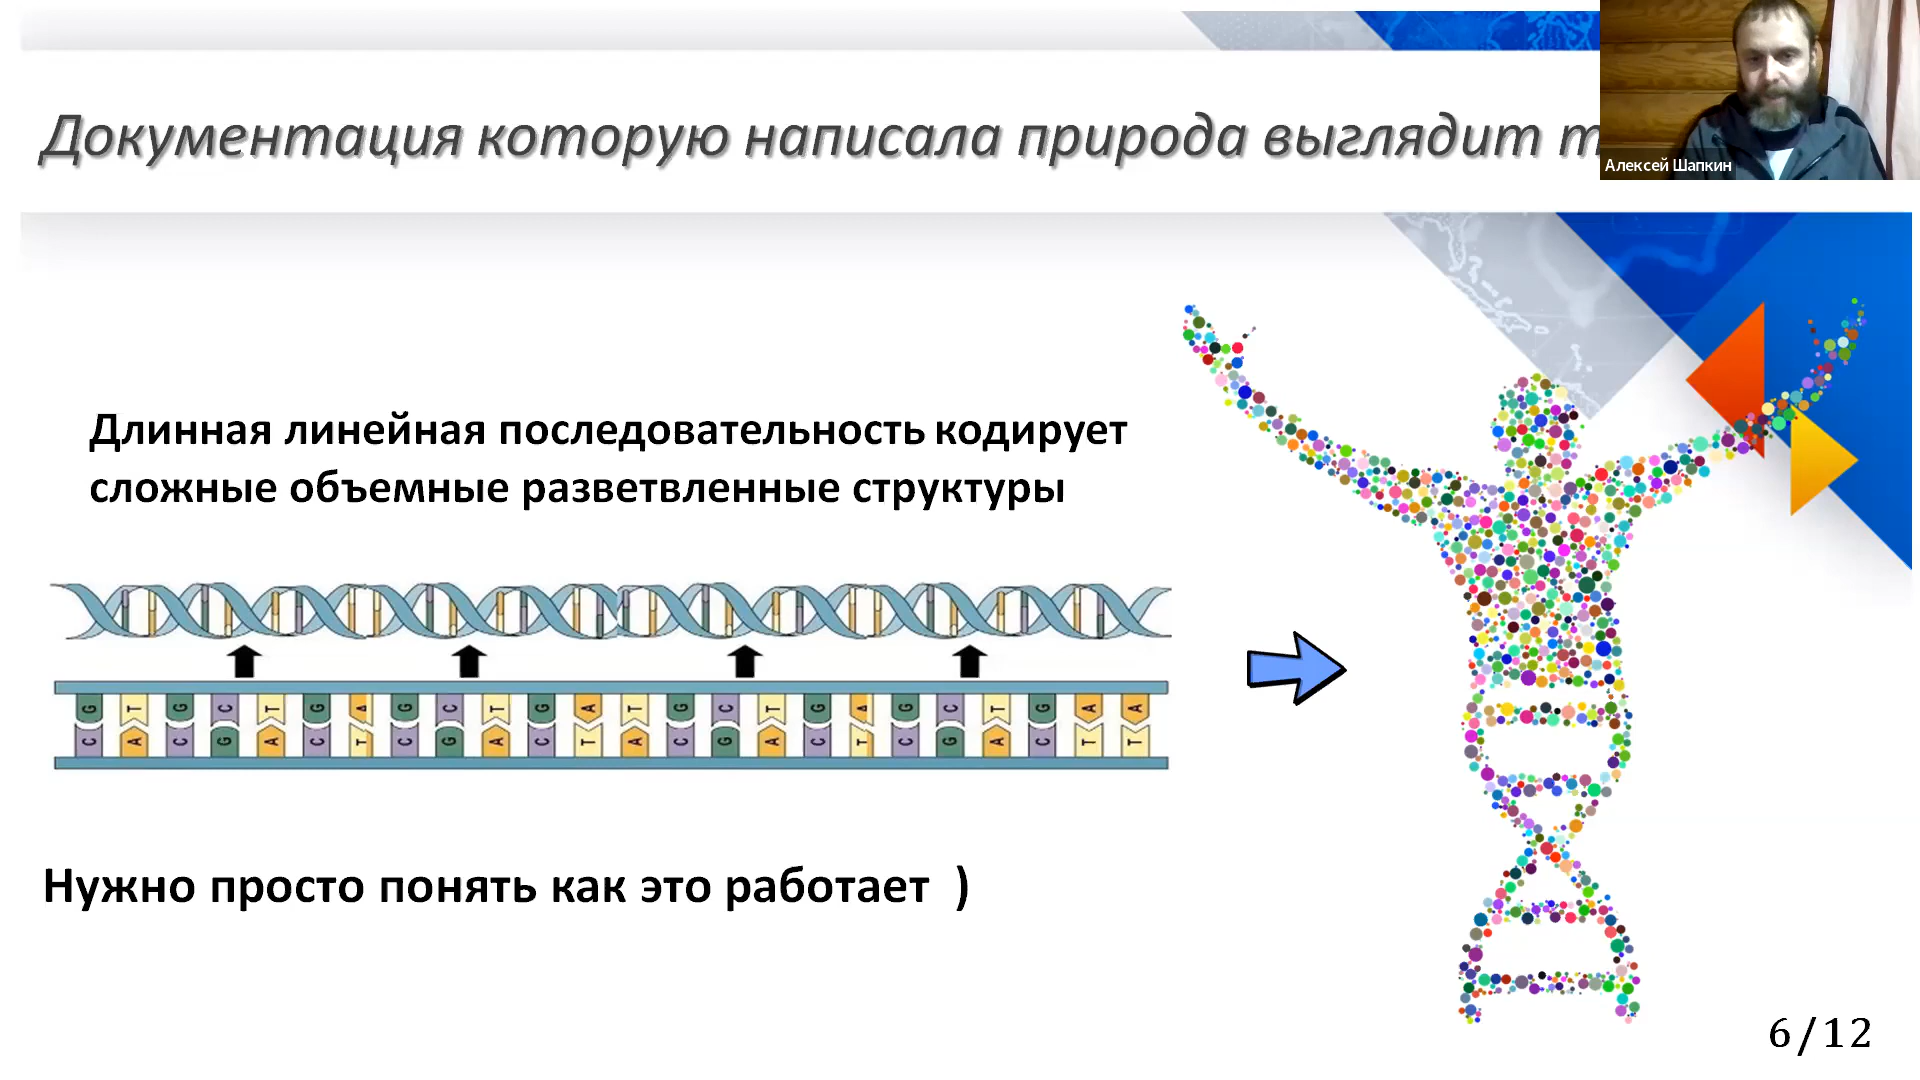 Документация которую написала природа выглядит
Алексей Шапкин
Длинная линейная последовательность кодирует
сложные объемные разветвленные структуры
G T G C T G A G C T G A T G C T G A G C T G A A
C A C G A C T C G A C T A C G A C T C G A C T T
Нужно просто понять как это работает )
6/12